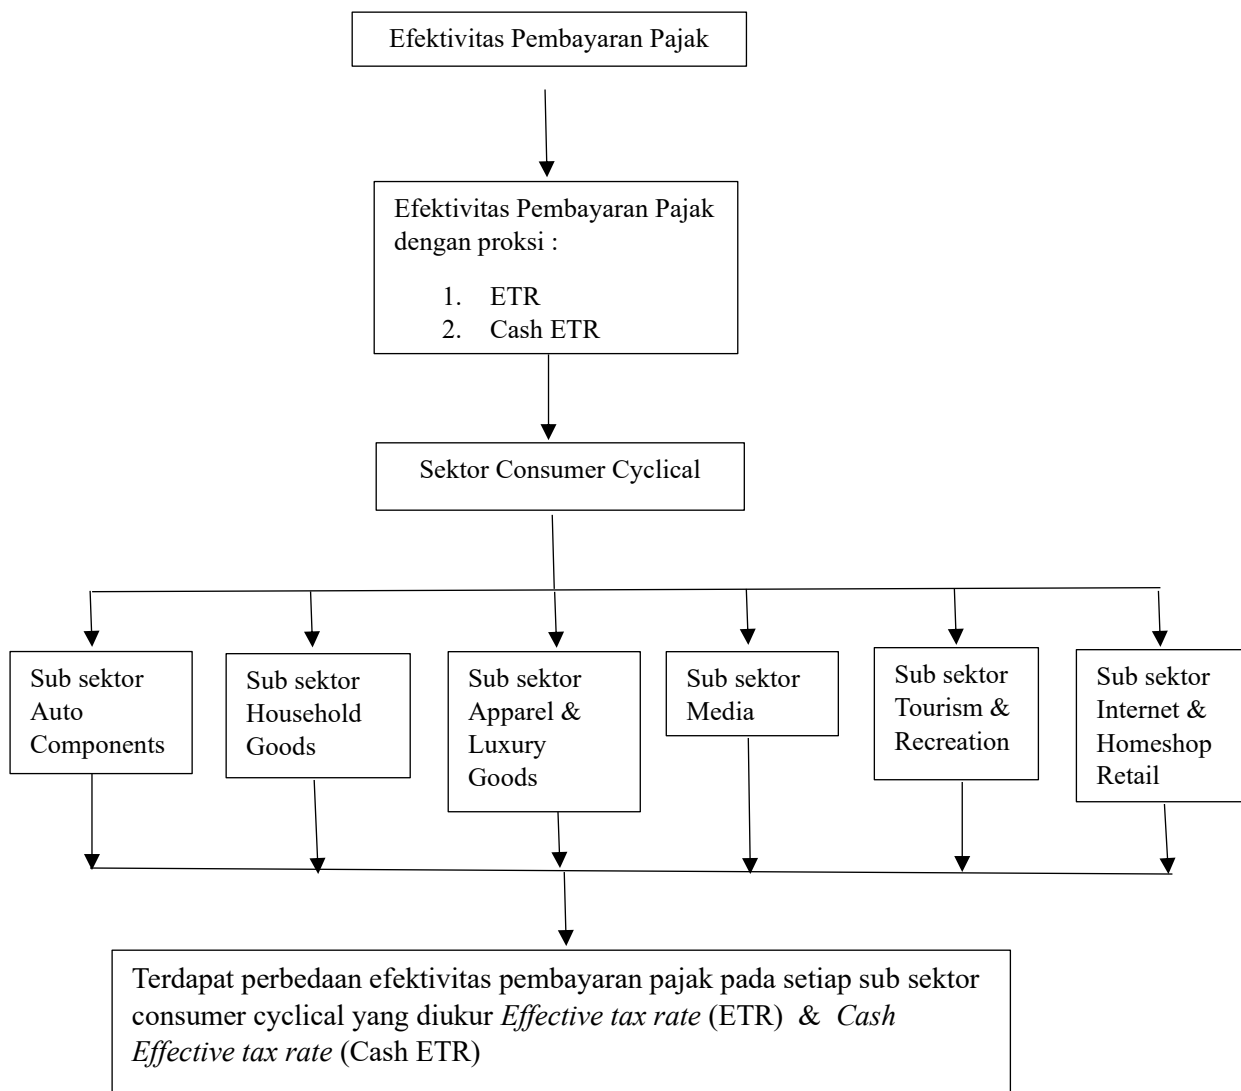 Efektivitas Pembayaran Pajak
Efektivitas Pembayaran Pajak
dengan proksi :
1. ETR
2. Cash ETR
Sektor Consumer Cyclical
Sub sektor
Auto
Components
Sub sektor
Household
Goods
Sub sektor
Apparel &
Luxury
Goods
Sub sektor
Media
Sub sektor
Tourism &
Recreation
Sub sektor
Internet &
Homeshop
Retail
Terdapat perbedaan efektivitas pembayaran pajak pada setiap sub sektor
consumer cyclical yang diukur Effective tax rate (ETR) & Cash
Effective tax rate (Cash ETR)